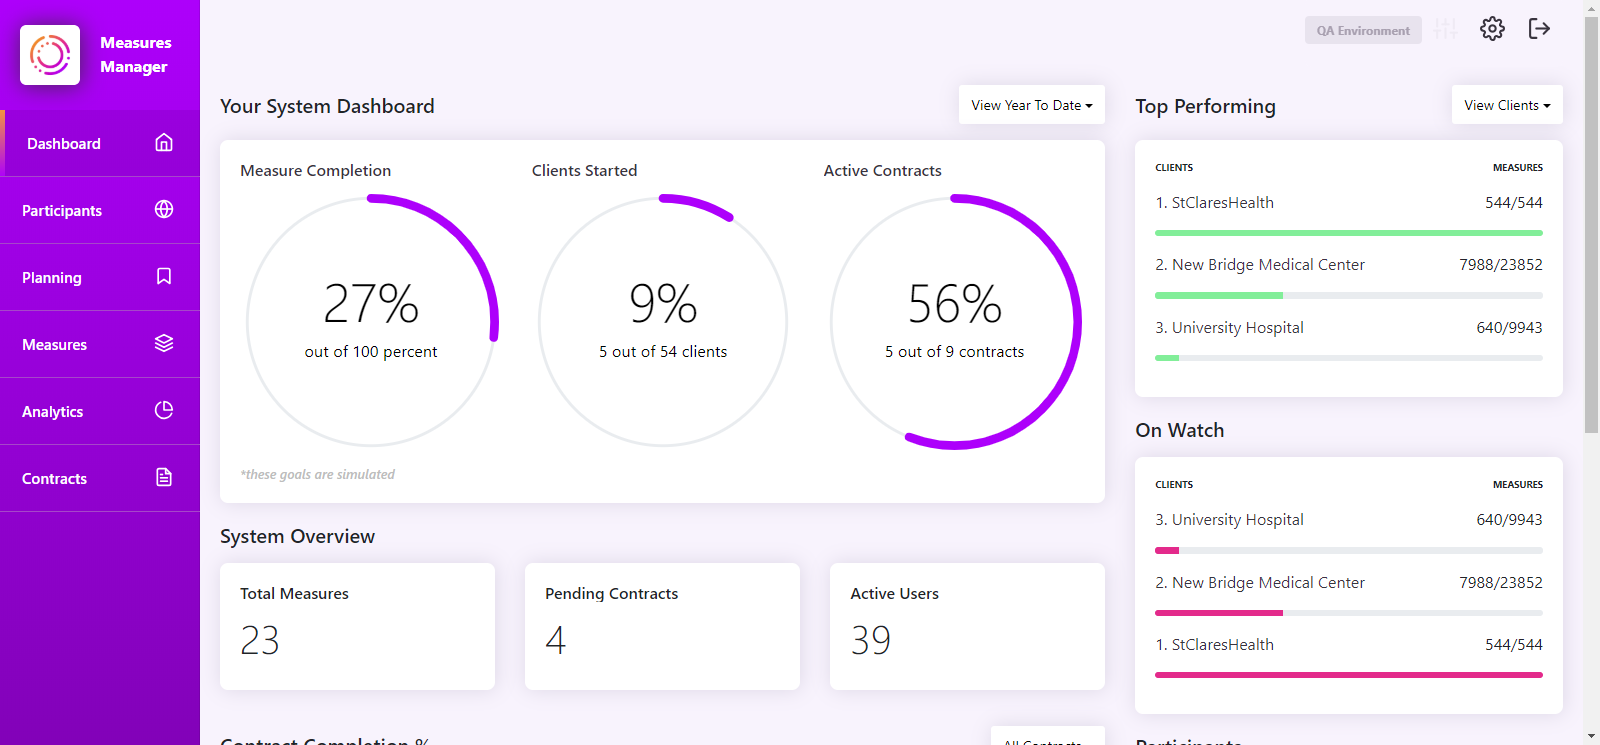 Measures
Manager
Dashboard
Participants
Planning
Measures
Analytics
Contracts
QA Environment
Your System Dashboard
View Year To Date
Measure Completion
27%
out of 100 percent
Clients Started
9%
5 out of 54 clients
Active Contracts
56%
5 out of 9 contracts
*these goals are simulated
System Overview
Total Measures
23
Pending Contracts
4
Active Users
39
Contract Completion %
All Contracts
Top Performing
View Clients
CLIENTS MEASURES
1. StClaresHealth 544/544
2. New Bridge Medical Center 7988/23852
3. University Hospital 640/9943
On Watch
CLIENTS MEASURES
3. University Hospital 640/9943
2. New Bridge Medical Center 7988/23852
1. StClaresHealth 544/544
Participants